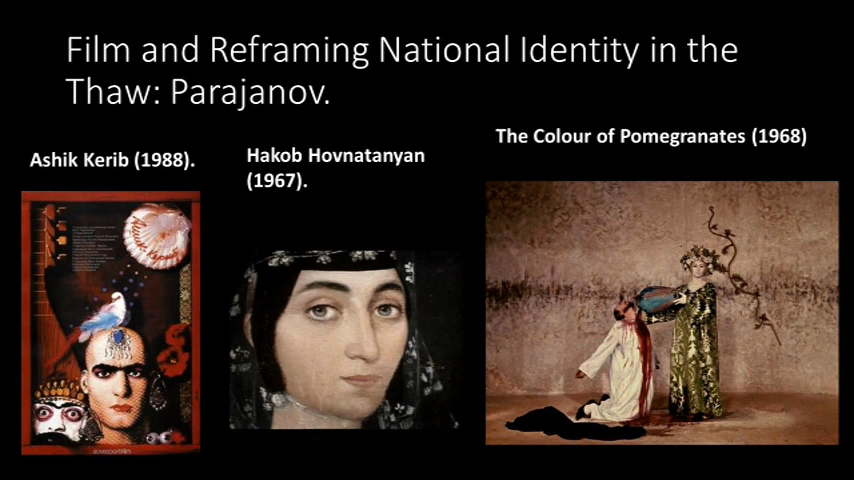 Film and Reframing National Identity in the
Thaw: Parajanov.
The Colour of Pomegranates (1968)
Ashik Kerib (1988).
Hakob Hovnatanyan
(1967).